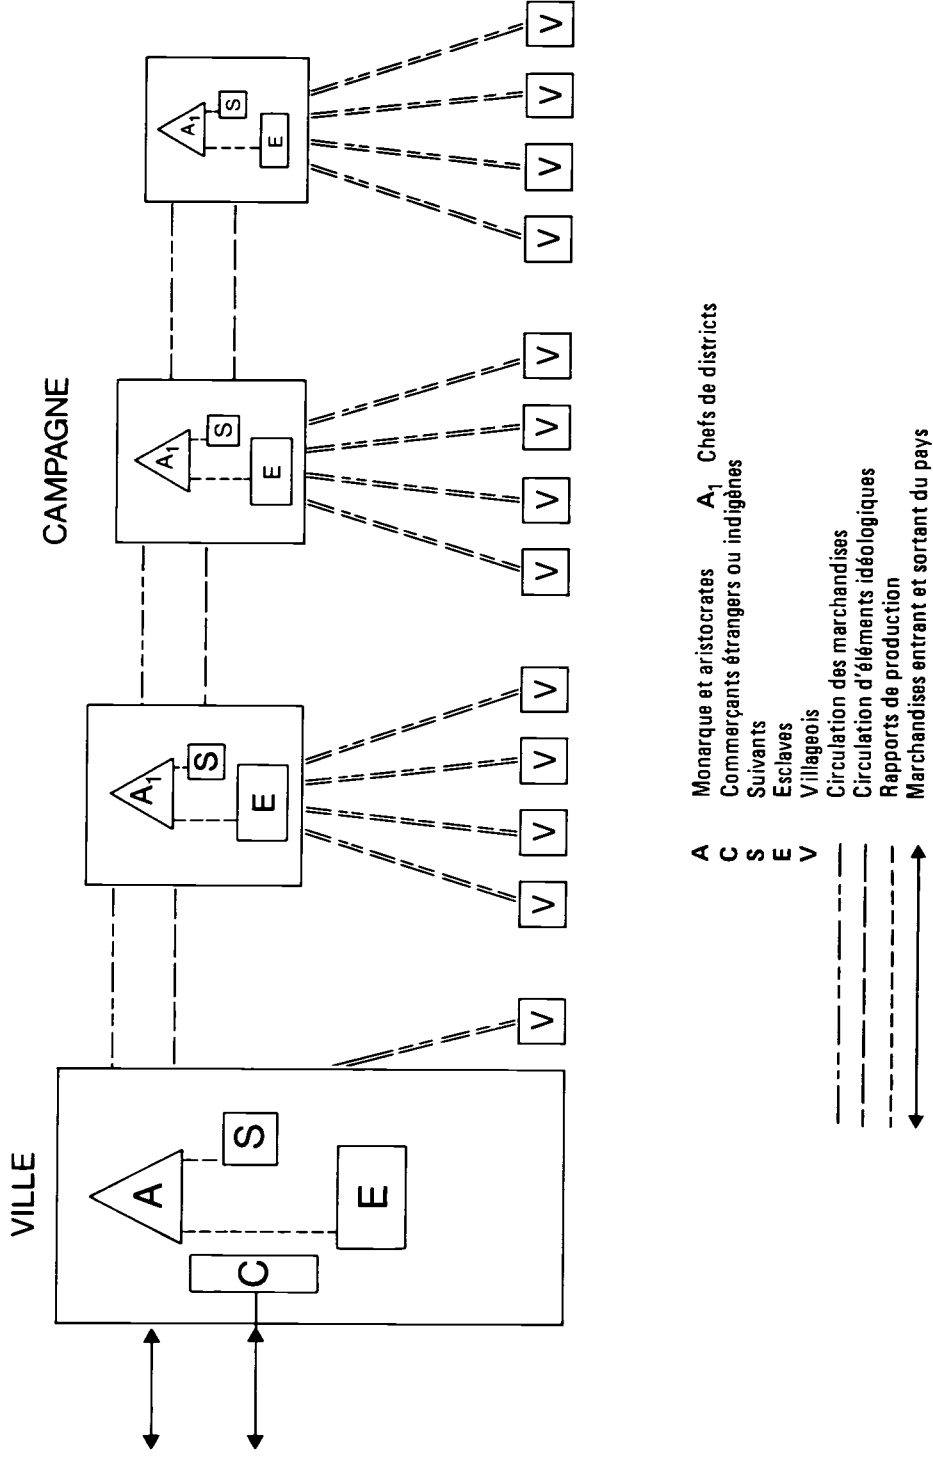 VILLE
CAMPAGNE
A
S
C
E
V
A1
S
E
V
V
V
V
A1
S
E
V
V
V
V
A1
S
E
V
V
V
V
A Monarque et aristocrates A1 Chefs de districts
C Commerçants étrangers ou indigènes
S Suivants
E Esclaves
V Villageois
Circulation des marchandises
Circulation d'éléments idéologiques
Rapports de production
Marchandises entrant et sortant du pays